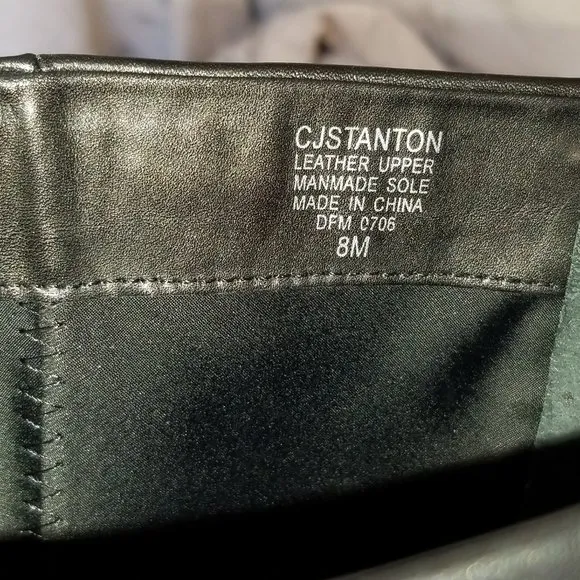 CJSTANTON
LEATHER UPPER
MANMADE SOLE
MADE IN CHINA
DFM 0706
8M